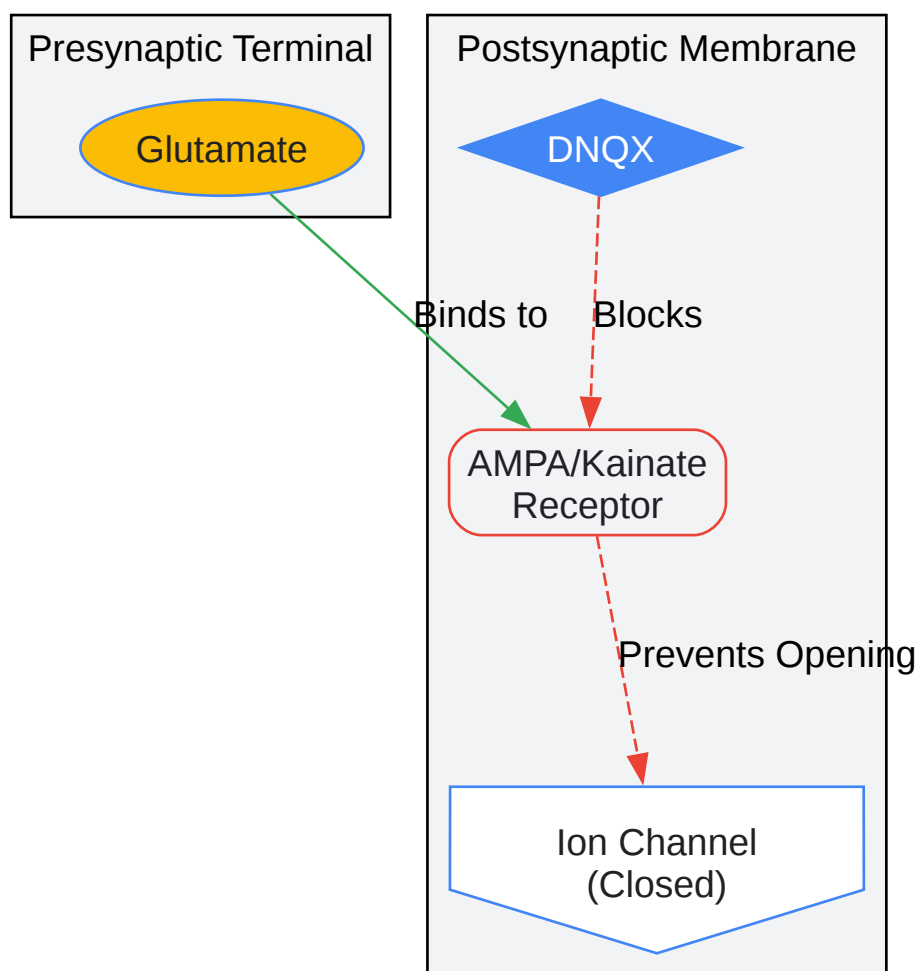 Presynaptic Terminal
Postsynaptic Membrane
Glutamate
DNQX
Binds to
Blocks
AMPA/Kainate
Receptor
Prevents Opening
Ion Channel
(Closed)